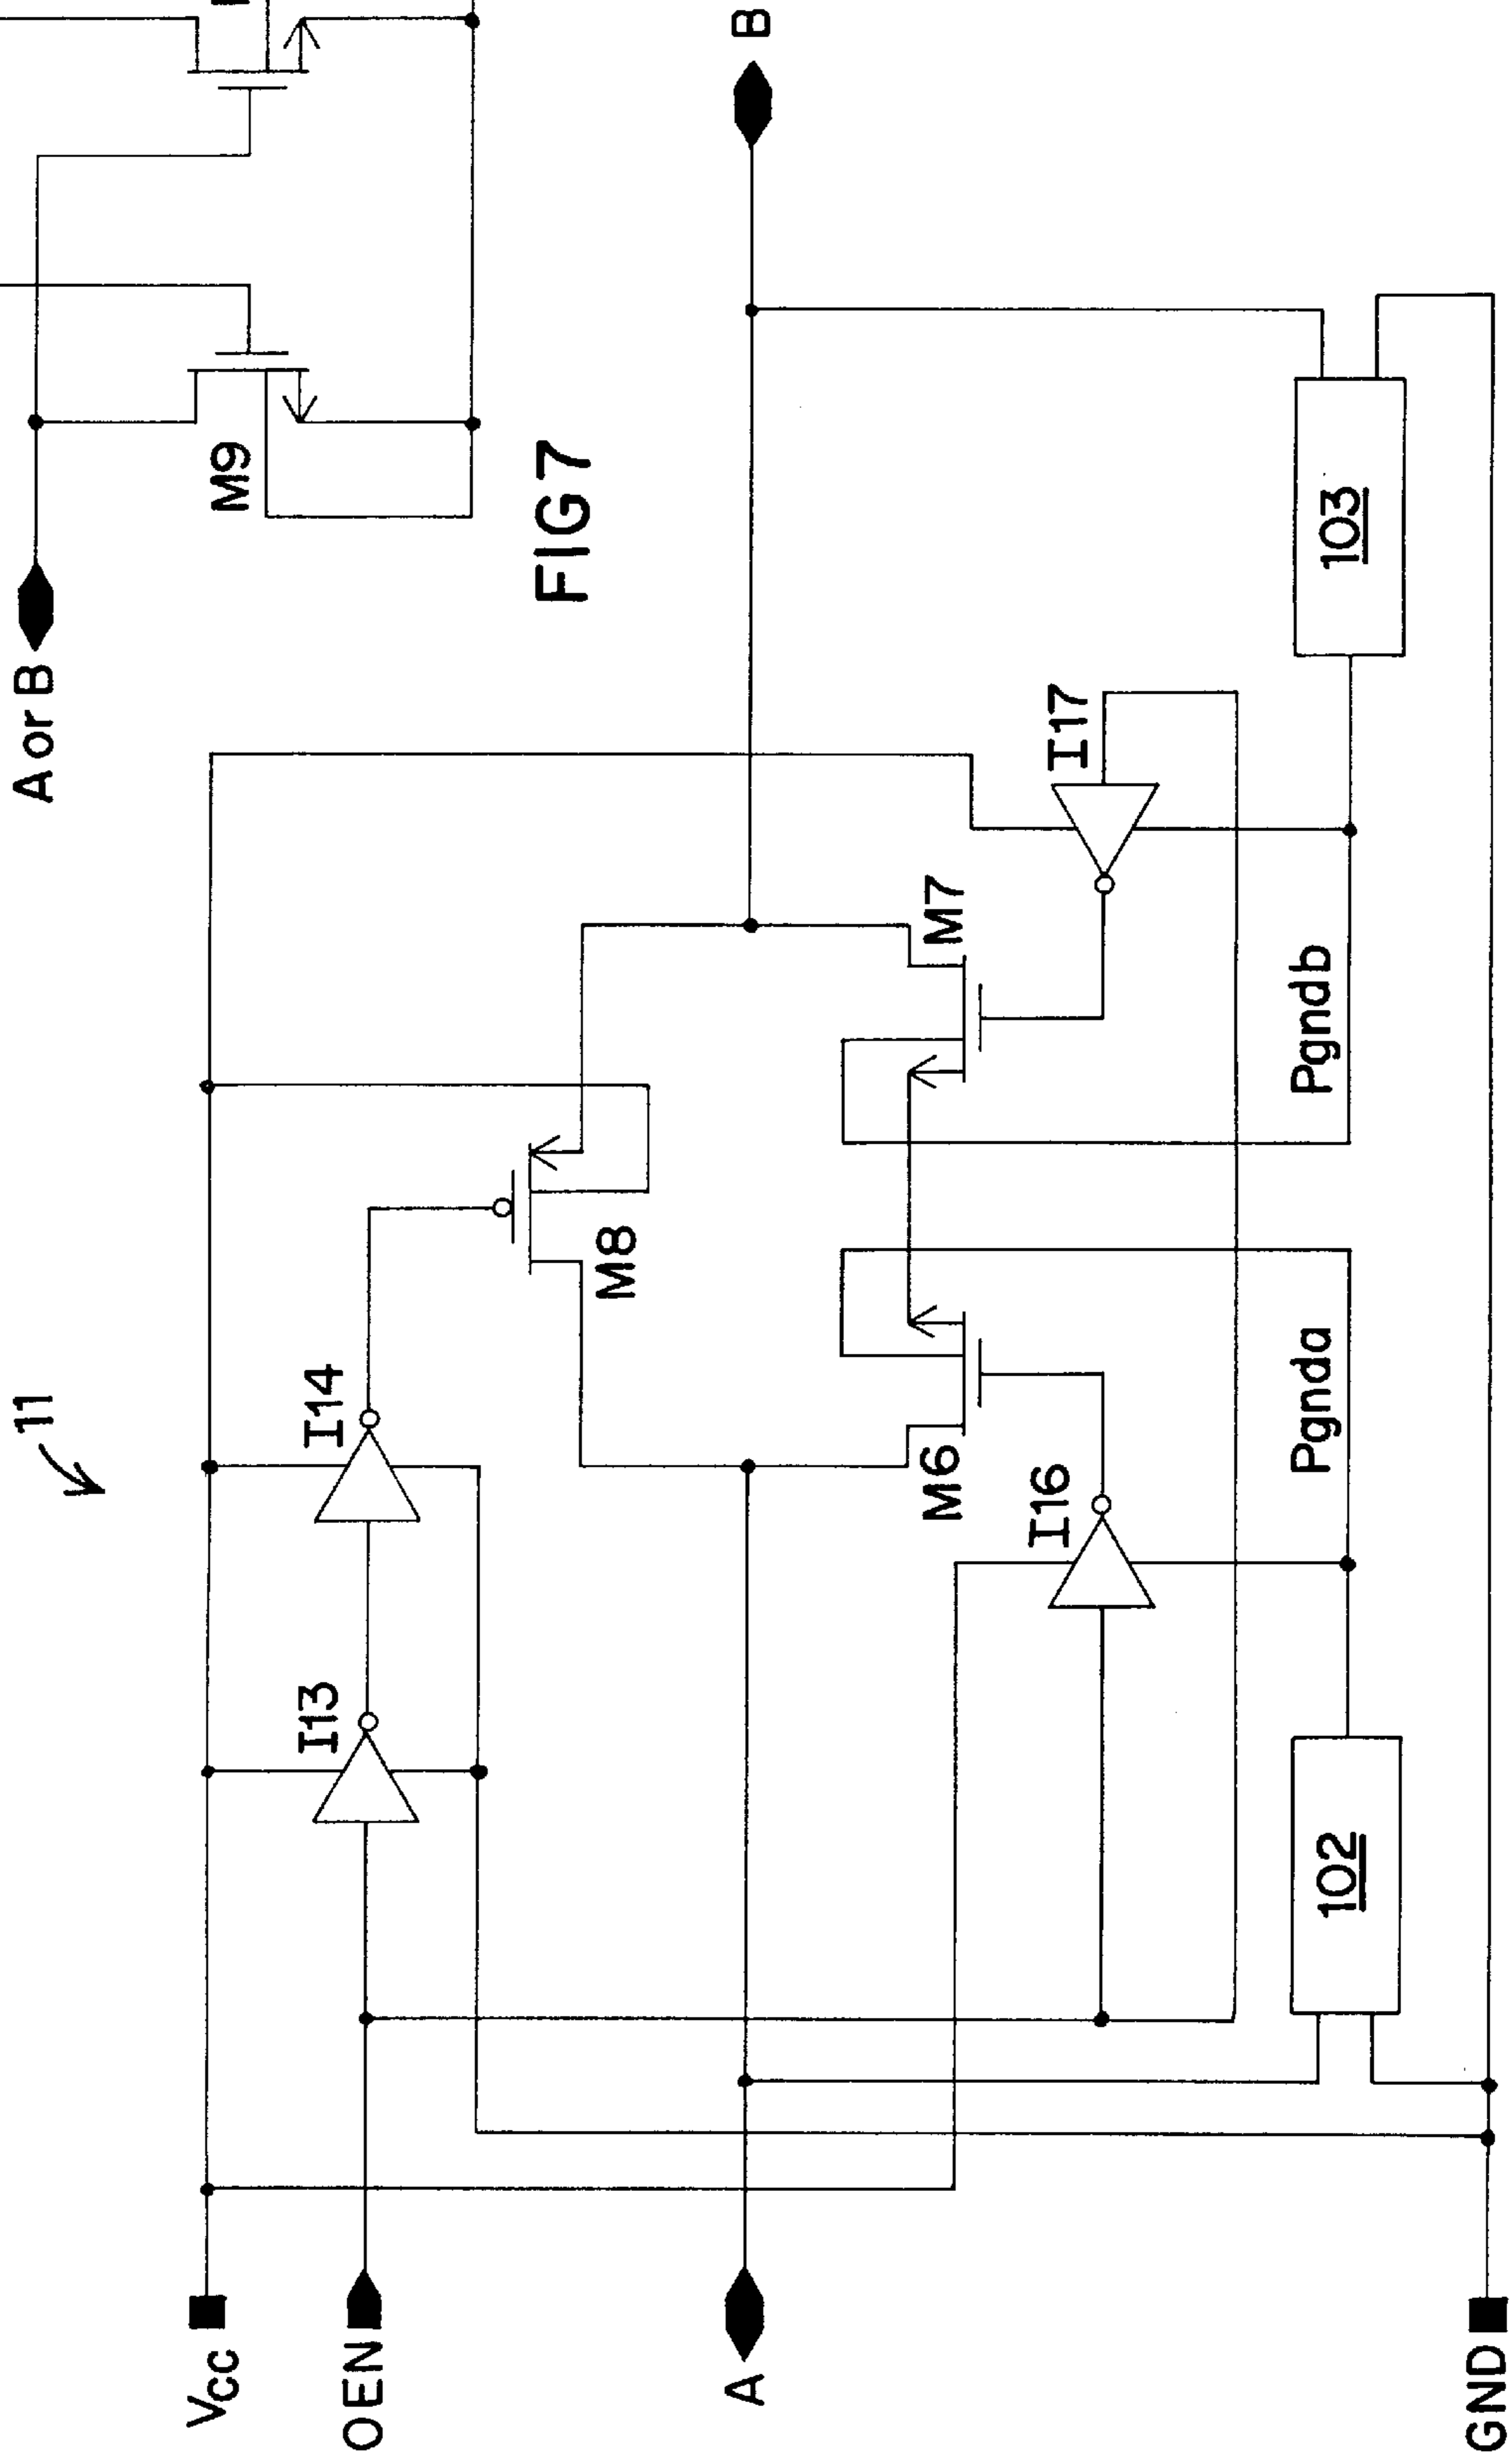 11
Vcc
OEN
A
GND
I13
I14
M8
M6
I16
M7
I17
102
Pgnda
Pgndb
103
B
A or B
M9
FIG 7